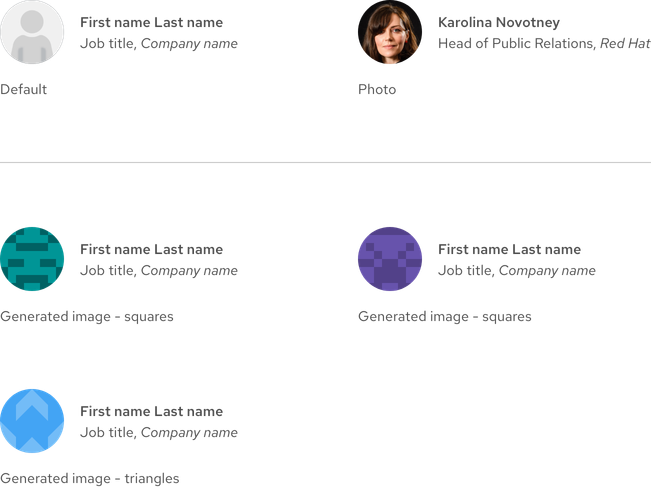 First name Last name
Job title, Company name
Default
Karolina Novotney
Head of Public Relations, Red Hat
Photo
First name Last name
Job title, Company name
Generated image - squares
First name Last name
Job title, Company name
Generated image - squares
First name Last name
Job title, Company name
Generated image - triangles